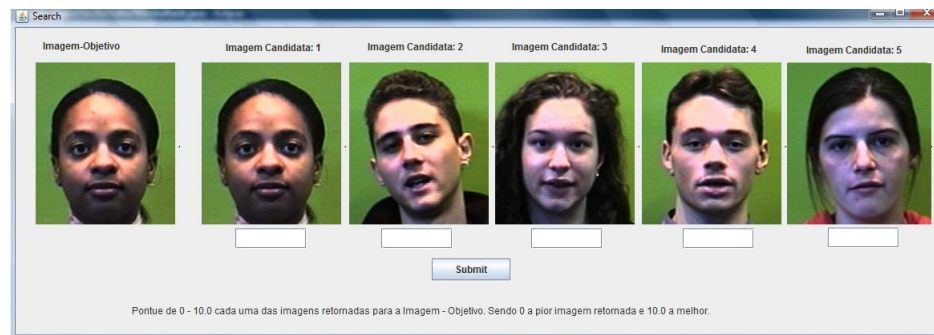 Search
Imagem-Objetivo
Imagem Candidata: 1
Imagem Candidata: 2
Imagem Candidata: 3
Imagem Candidata: 4
Imagem Candidata: 5
Submit
Pontue de 0 - 10.0 cada uma das imagens retornadas para a Imagem - Objetivo. Sendo 0 a pior imagem retornada e 10.0 a melhor.